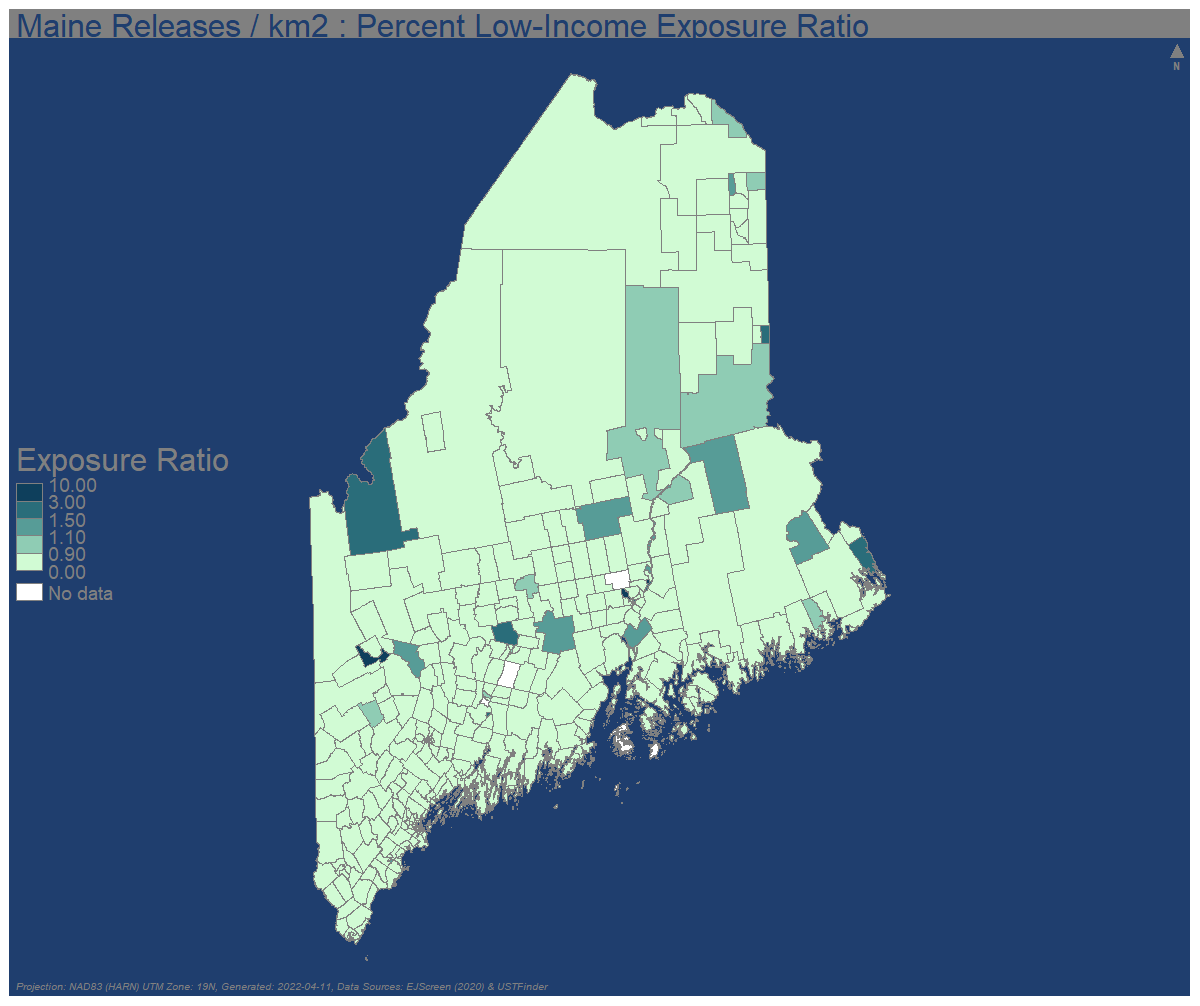 Maine Releases / km2 : Percent Low-Income Exposure Ratio
N
Exposure Ratio
10.00
3.00
1.50
1.10
0.90
0.00
No data
Projection: NAD83 (HARN) UTM Zone: 19N, Generated: 2022-04-11, Data Sources: EJScreen (2020) & USTFinder